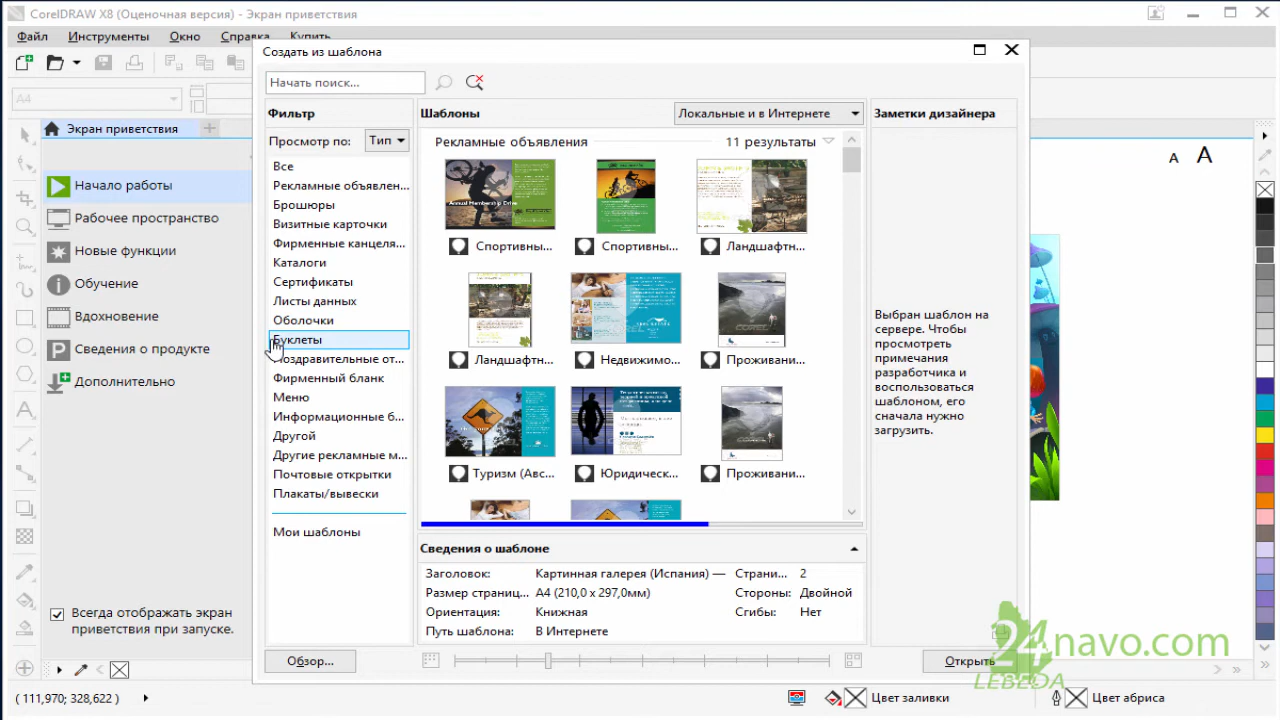 CorelDRAW X8 (Оценочная версия) - Экран приветствия
Файл Инструменты Окно Справка Купить
A4
Экран приветствия
Начало работы
Рабочее пространство
Новые функции
Обучение
Вдохновение
Сведения о продукте
Дополнительно
Всегда отображать экран
приветствия при запуске.
Создать из шаблона
Начать поиск...
Фильтр
Просмотр по: Тип
Все
Рекламные объявлен...
Брошюры
Визитные карточки
Фирменные канцеля...
Каталоги
Сертификаты
Листы данных
Оболочки
Буклеты
Поздравительные от...
Фирменный бланк
Меню
Информационные б...
Другой
Другие рекламные м...
Почтовые открытки
Плакаты/вывески
Мои шаблоны
Обзор...
Шаблоны
Локальные и в Интернете
Рекламные объявления 11 результаты
Annual Membership Drive
Спортивны... Спортивны... Ландшафтн...
Ландшафтн... Недвижимо... Проживани...
Туризм (Авс... Юридическ... Проживани...
Сведения о шаблоне
Заголовок: Картинная галерея (Испания) — Страни... 2
Размер страниц... A4 (210,0 x 297,0мм) Стороны: Двойной
Ориентация: Книжная Сгибы: Нет
Путь шаблона: В Интернете
Заметки дизайнера
Выбран шаблон на
сервере. Чтобы
просмотреть
примечания
разработчика и
воспользоваться
шаблоном, его
сначала нужно
загрузить.
Открыть
A A
24navo.com
LEBEDA
( 111,970; 328,622 )
Цвет заливки
Цвет абриса